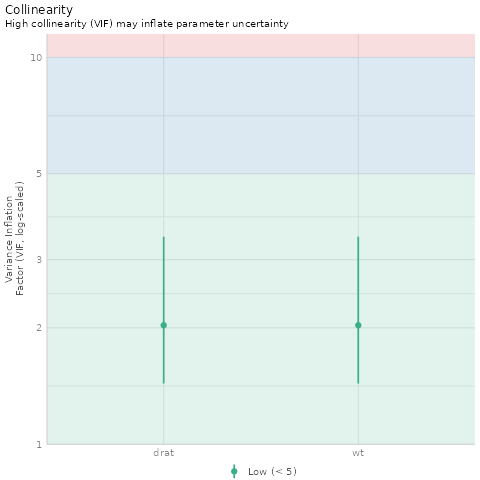 Collinearity
High collinearity (VIF) may inflate parameter uncertainty
Variance Inflation
Factor (VIF, log-scaled)
10
5
3
2
1
drat
wt
Low (< 5)